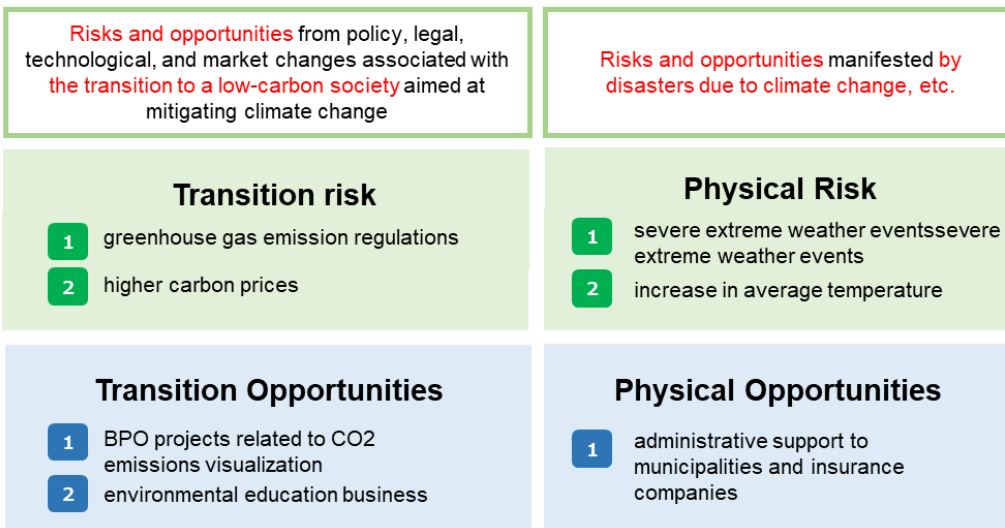 Risks and opportunities from policy, legal,
technological, and market changes associated with
the transition to a low-carbon society aimed at
mitigating climate change
Risks and opportunities manifested by
disasters due to climate change, etc.
Transition risk
1 greenhouse gas emission regulations
2 higher carbon prices
Physical Risk
1 severe extreme weather eventssevere
extreme weather events
2 increase in average temperature
Transition Opportunities
1 BPO projects related to CO2
emissions visualization
2 environmental education business
Physical Opportunities
1 administrative support to
municipalities and insurance
companies